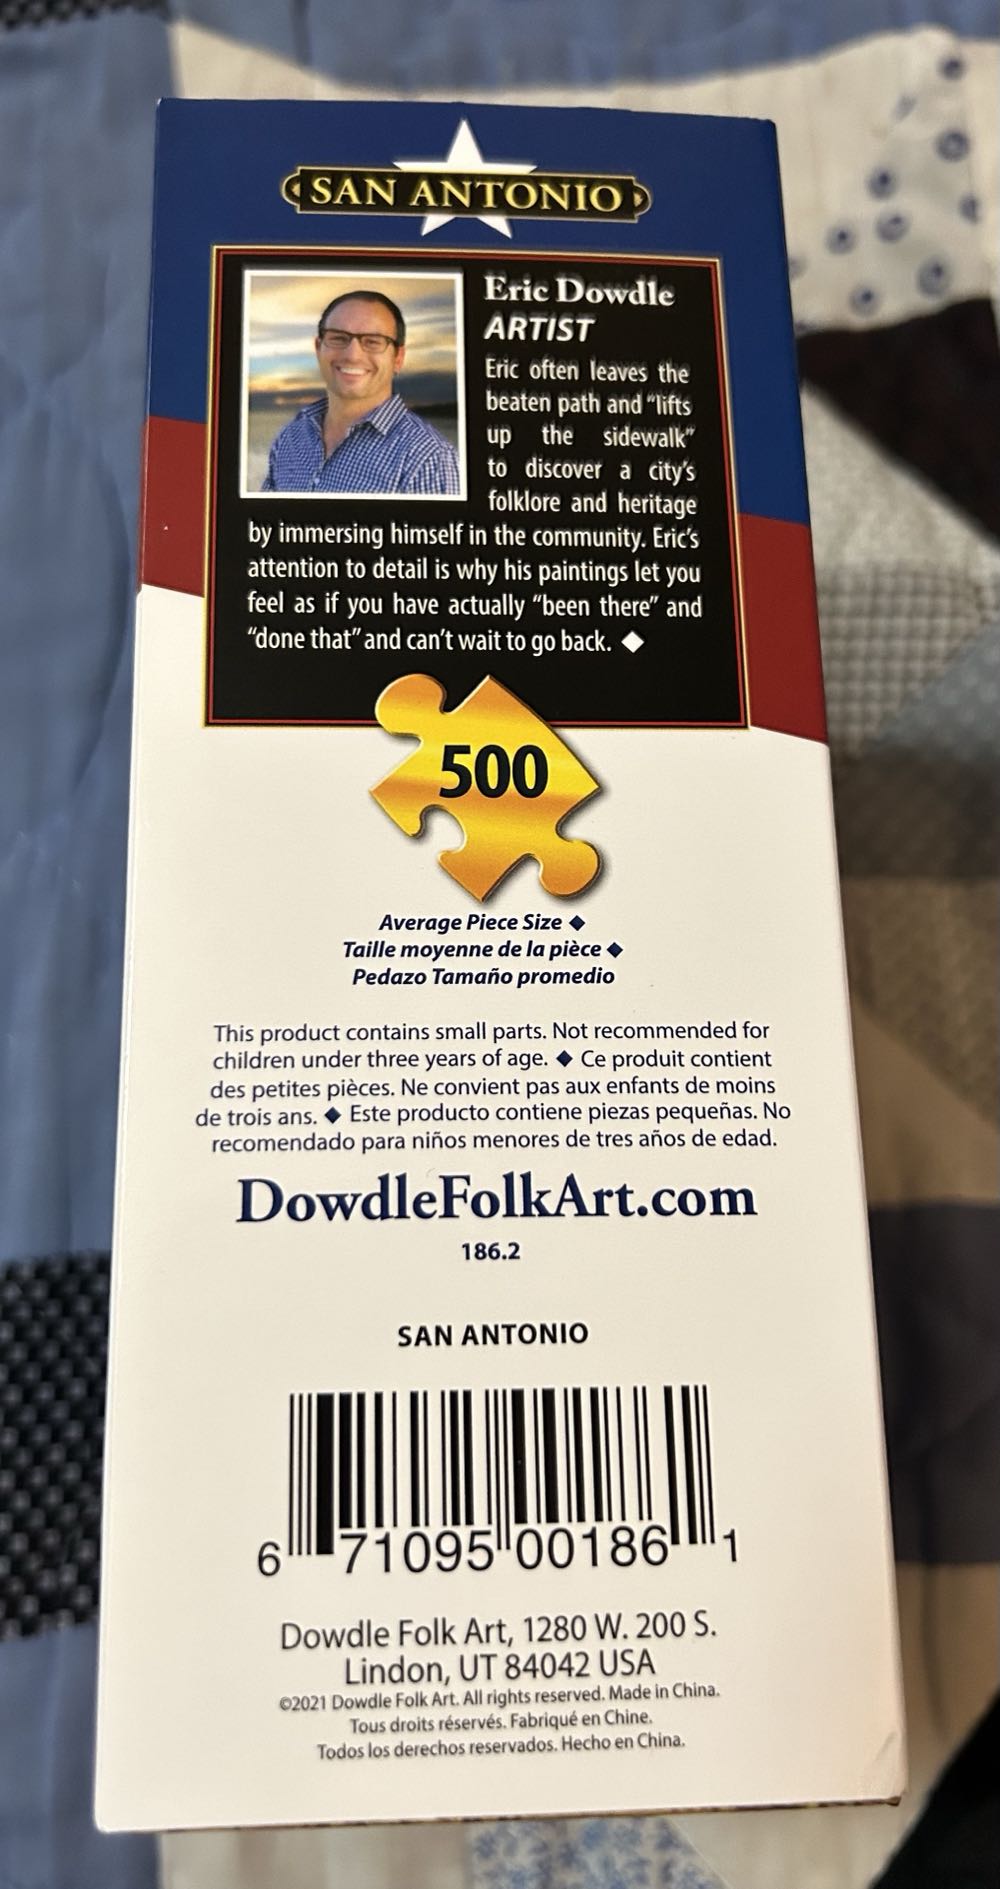 SAN ANTONIO
Eric Dowdle
ARTIST
Eric often leaves the
beaten path and “lifts
up the sidewalk”
to discover a city’s
folklore and heritage
by immersing himself in the community. Eric’s
attention to detail is why his paintings let you
feel as if you have actually “been there” and
“done that” and can’t wait to go back. ◆
500
Average Piece Size ◆
Taille moyenne de la pièce ◆
Pedazo Tamaño promedio
This product contains small parts. Not recommended for
children under three years of age. ◆ Ce produit contient
des petites pièces. Ne convient pas aux enfants de moins
de trois ans. ◆ Este producto contiene piezas pequeñas. No
recomendado para niños menores de tres años de edad.
DowdleFolkArt.com
186.2
SAN ANTONIO
6 71095 00186 1
Dowdle Folk Art, 1280 W. 200 S.
Lindon, UT 84042 USA
©2021 Dowdle Folk Art. All rights reserved. Made in China.
Tous droits réservés. Fabriqué en Chine.
Todos los derechos reservados. Hecho en China.